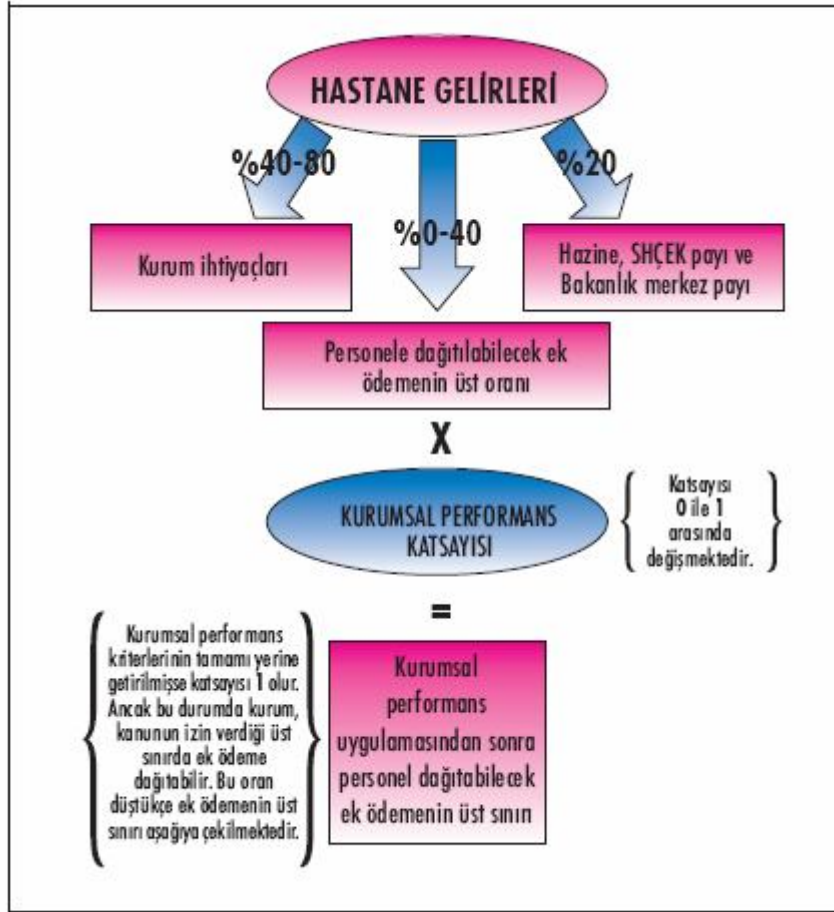 HASTANE GELİRLERİ
%40-80
%0-40
%20
Kurum ihtiyaçları
Hazine, SHÇEK payı ve
Bakanlık merkez payı
Personele dağıtılabilecek ek
ödemenin üst oranı
X
KURUMSAL PERFORMANS
KATSAYISI
Katsayısı
0 ile 1
arasında
değişmektedir.
=
Kurumsal performans
kriterlerinin tamamı yerine
getirilmişse katsayısı 1 olur.
Ancak bu durumda kurum,
kanunun izin verdiği üst
sınırda ek ödeme
dağıtabilir. Bu oran
düştükçe ek ödemenin üst
sınırı aşağıya çekilmektedir.
Kurumsal
performans
uygulamasından sonra
personel dağıtabilecek
ek ödemenin üst sınırı